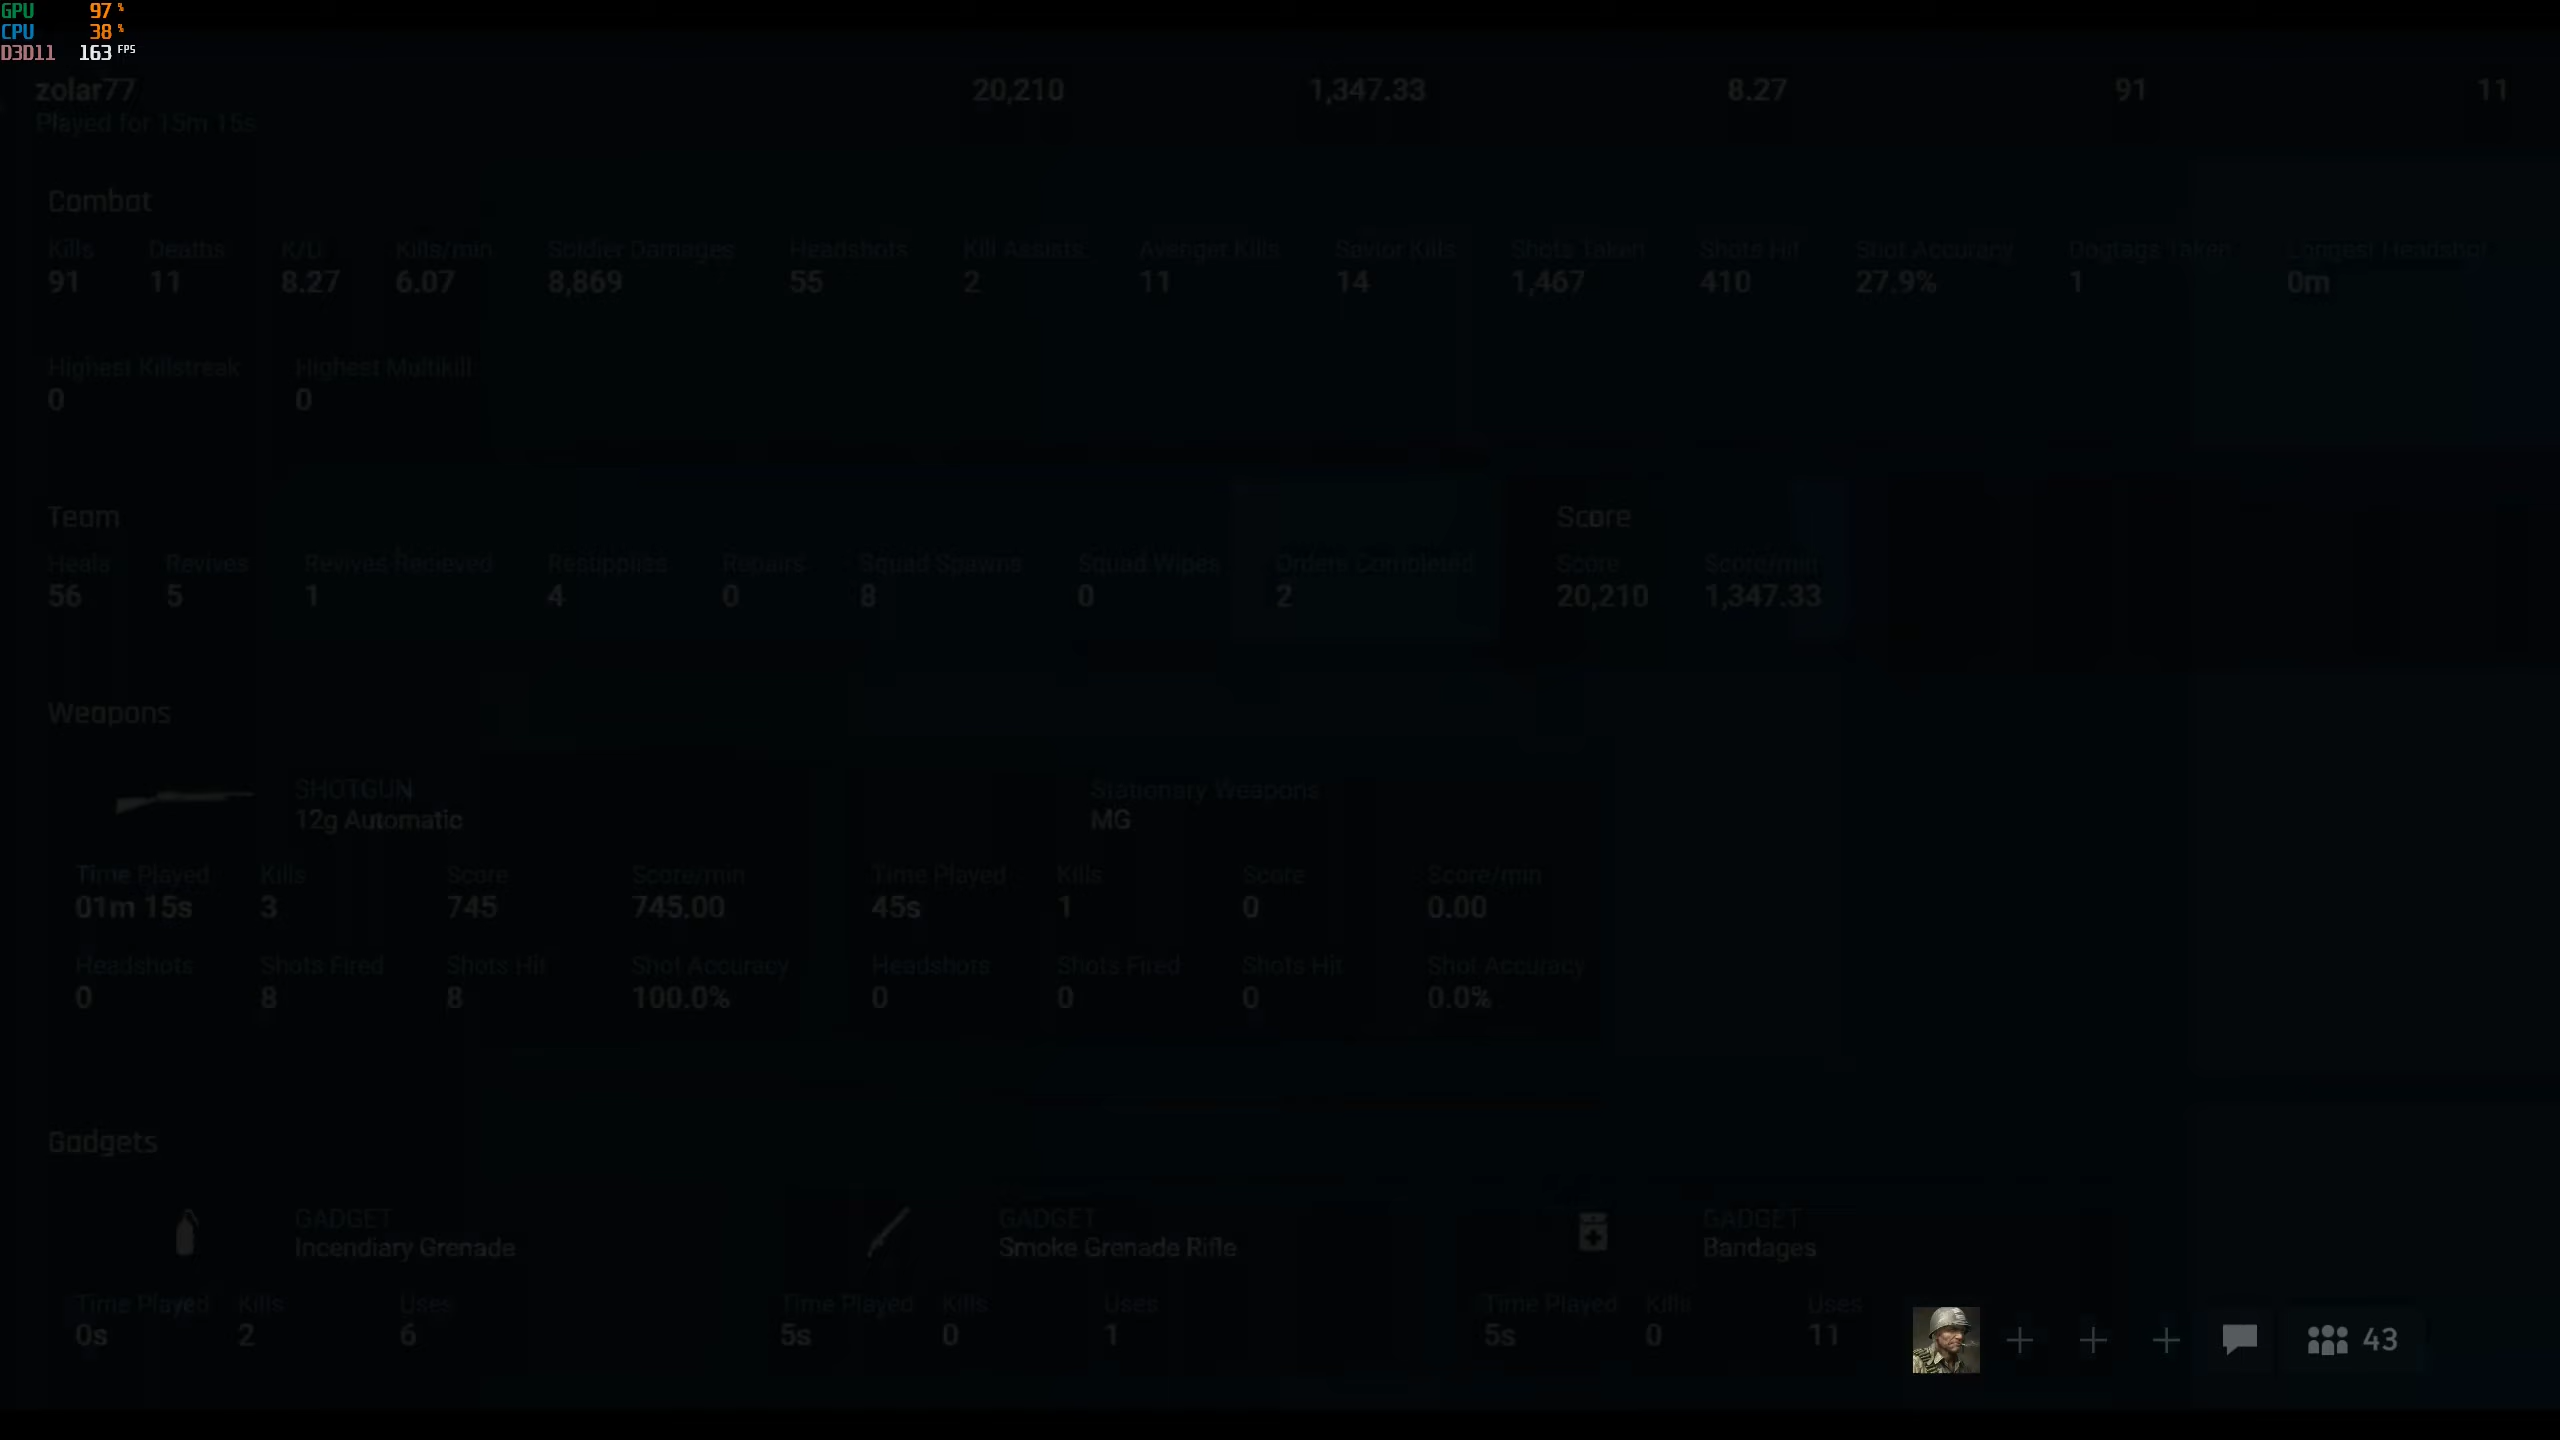 GPU 97 %
CPU 38 %
D3D11 163 FPS
zolar77 20,210 1,347.33 8.27 91 11
Played for 15m 15s
Combat
Kills Deaths K/D Kills/min Soldier Damages Headshots Kill Assists Avenger Kills Savior Kills Shots Taken Shots Hit Shot Accuracy Dogtags Taken Longest Headshot
91 11 8.27 6.07 8,869 55 2 11 14 1,467 410 27.9% 1 0m
Highest Killstreak Highest Multikill
0 0
Team Score
Heals Revives Revives Recieved Resupplies Repairs Squad Spawns Squad Wipes Orders Completed Score Score/min
56 5 1 4 0 8 0 2 20,210 1,347.33
Weapons
SHOTGUN Stationary Weapons
12g Automatic MG
Time Played Kills Score Score/min Time Played Kills Score Score/min
01m 15s 3 745 745.00 45s 1 0 0.00
Headshots Shots Fired Shots Hit Shot Accuracy Headshots Shots Fired Shots Hit Shot Accuracy
0 8 8 100.0% 0 0 0 0.0%
Gadgets
GADGET GADGET GADGET
Incendiary Grenade Smoke Grenade Rifle Bandages
Time Played Kills Uses Time Played Kills Uses Time Played Kills Uses
0s 2 6 5s 0 1 5s 0 11
43